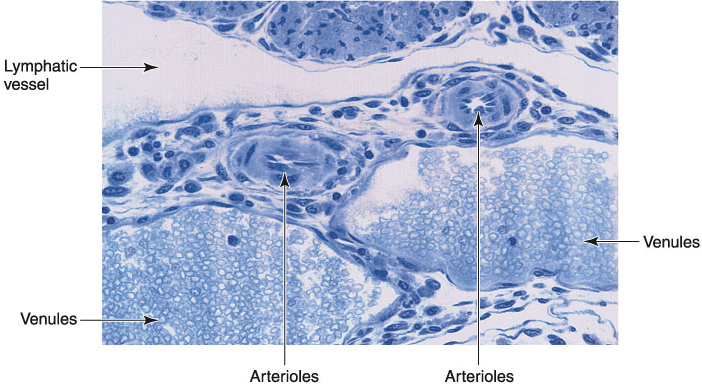 Lymphatic
vessel
Venules
Venules
Arterioles
Arterioles